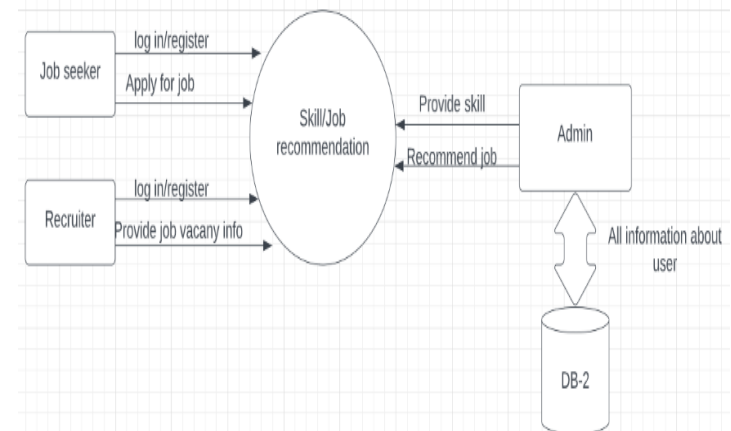 log in/register
Job seeker
Apply for job
Skill/Job
recommendation
Provide skill
Admin
Recommend job
log in/register
Recruiter
Provide job vacany info
All information about
user
DB-2